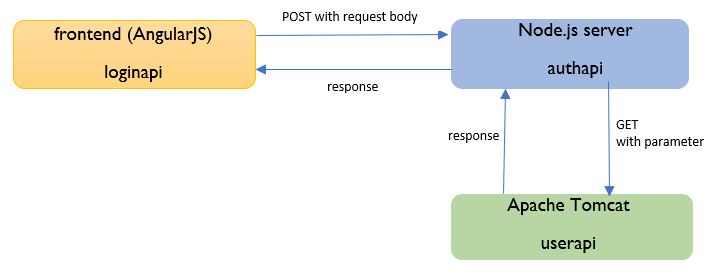 frontend (AngularJS)
loginapi
POST with request body
response
Node.js server
authapi
response
GET
with parameter
Apache Tomcat
userapi